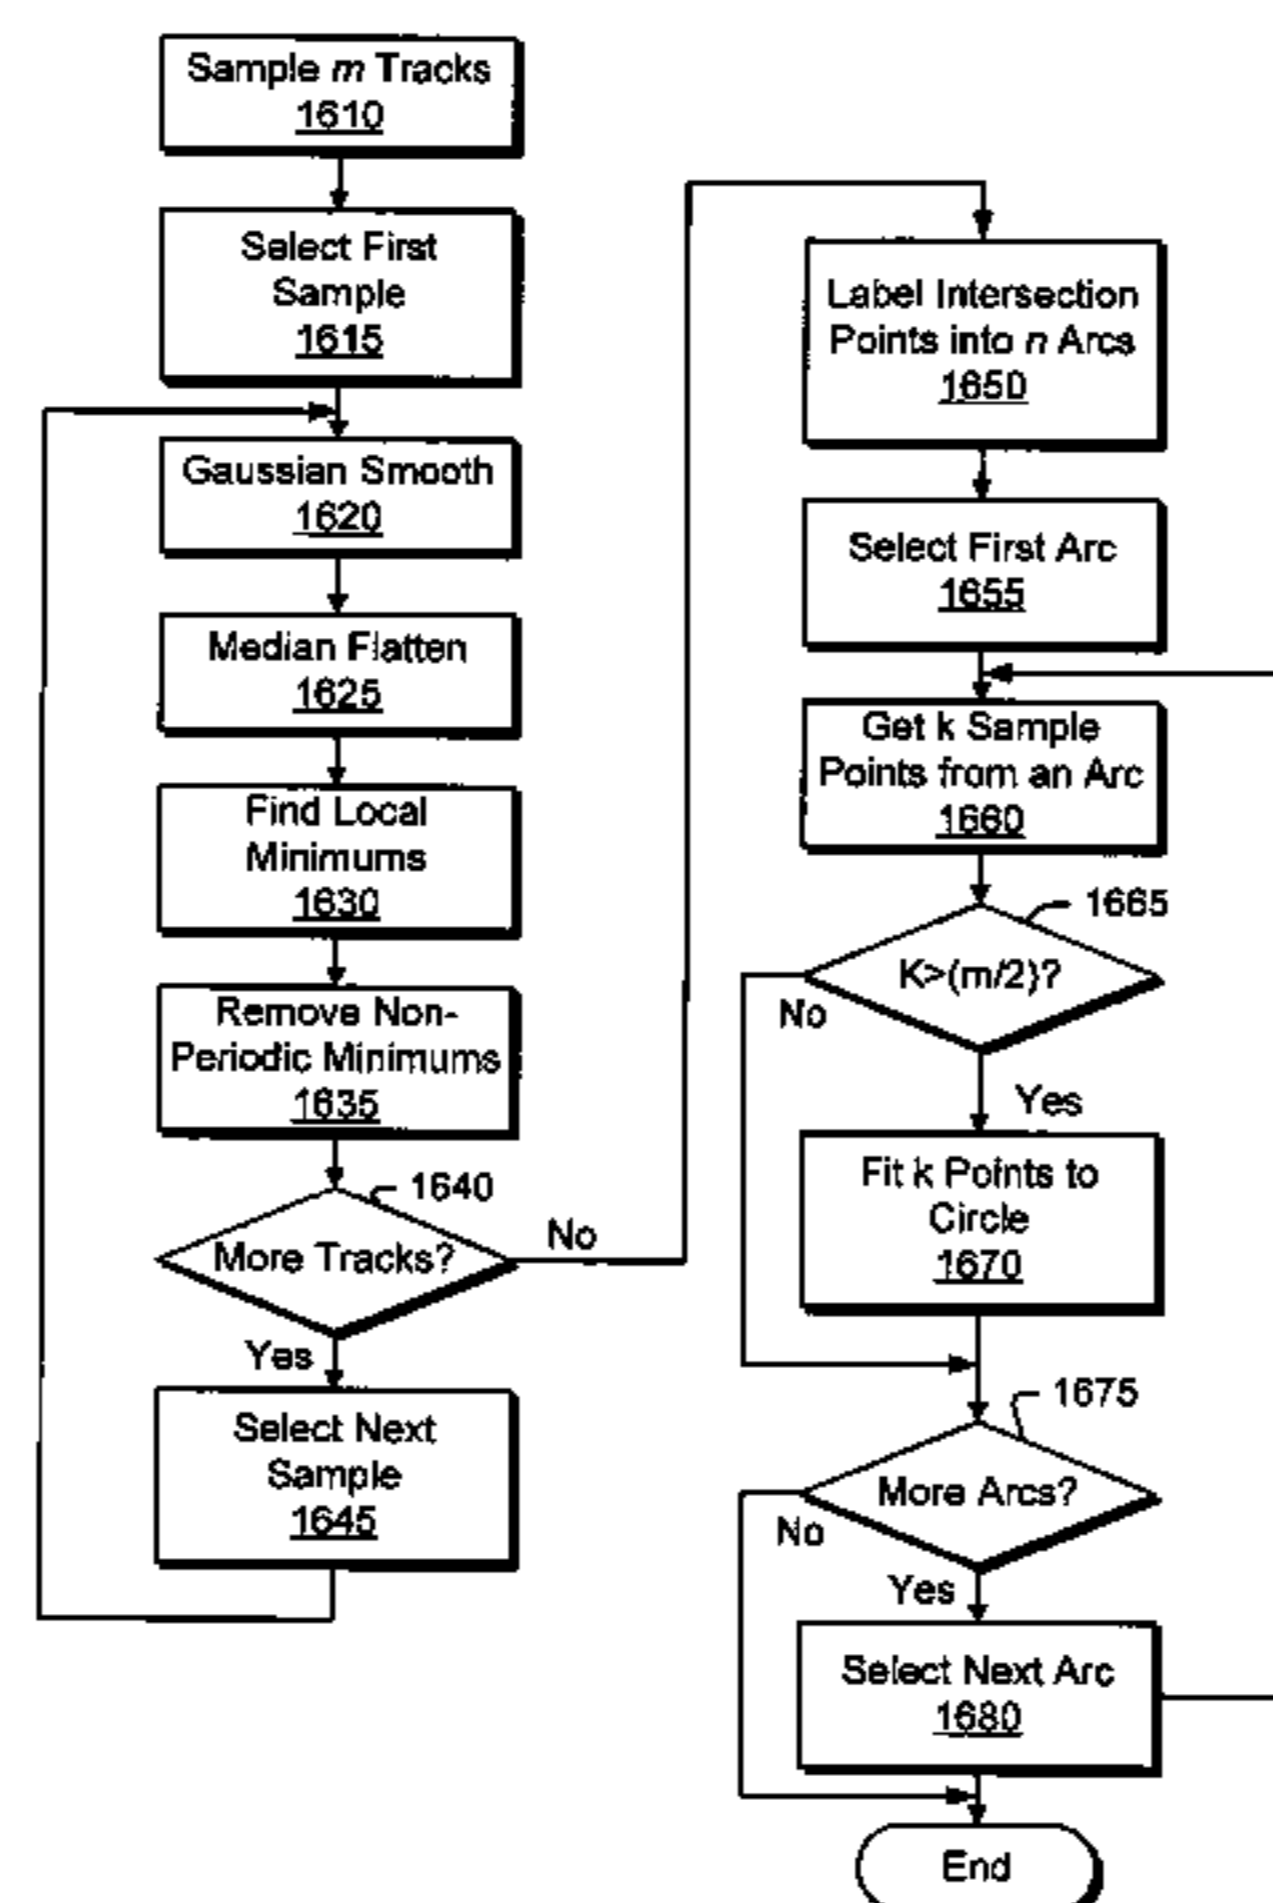 Sample m Tracks
1610
Select First
Sample
1615
Gaussian Smooth
1620
Median Flatten
1625
Find Local
Minimums
1630
Remove Non-
Periodic Minimums
1635
1640
More Tracks?
No
Yes
Select Next
Sample
1645
Label Intersection
Points into n Arcs
1650
Select First Arc
1655
Get k Sample
Points from an Arc
1660
1665
K>(m/2)?
No
Yes
Fit k Points to
Circle
1670
1675
More Arcs?
No
Yes
Select Next Arc
1680
End